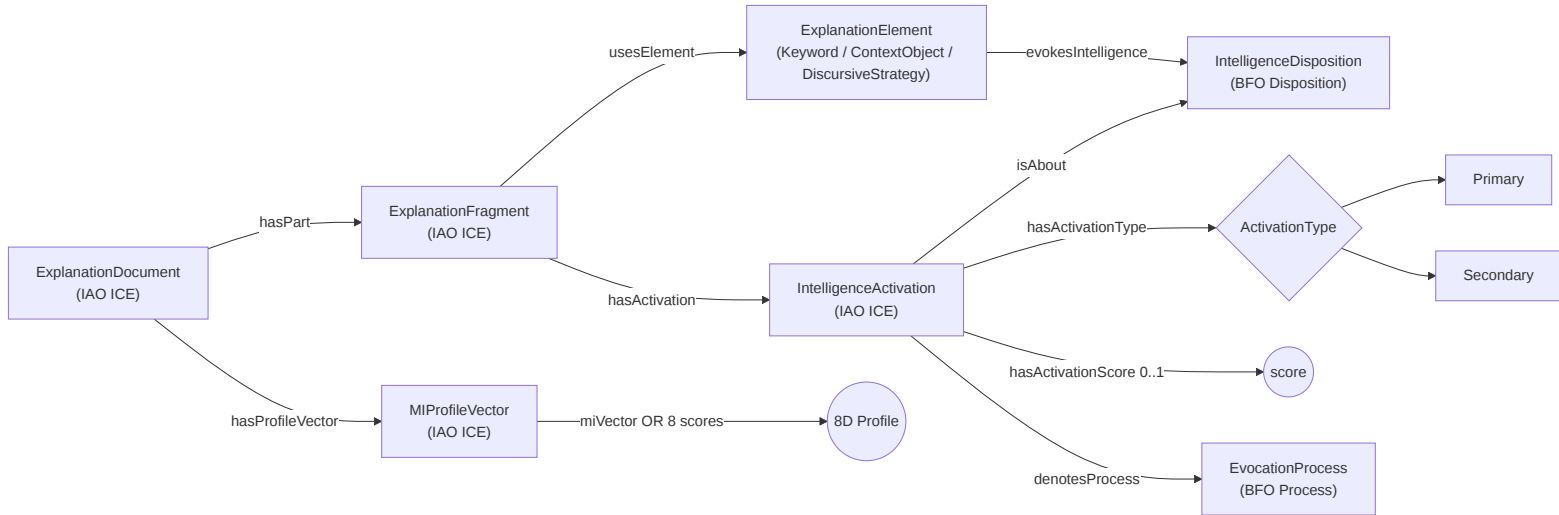 ExplanationDocument
(IAO ICE)
hasPart
hasProfileVector
ExplanationFragment
(IAO ICE)
usesElement
hasActivation
MIProfileVector
(IAO ICE)
miVector OR 8 scores
8D Profile
ExplanationElement
(Keyword / ContextObject /
DiscursiveStrategy)
evokesIntelligence
IntelligenceDisposition
(BFO Disposition)
IntelligenceActivation
(IAO ICE)
isAbout
hasActivationType
ActivationType
Primary
Secondary
hasActivationScore 0..1
score
denotesProcess
EvocationProcess
(BFO Process)